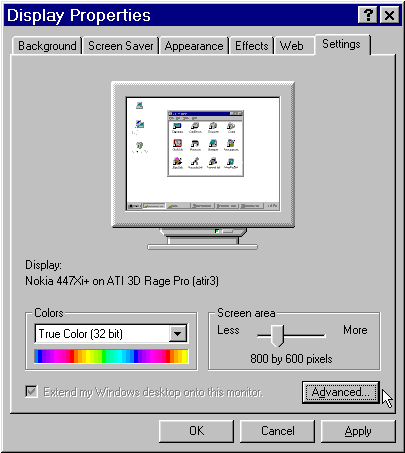 Display Properties
Background Screen Saver Appearance Effects Web Settings
Display:
Nokia 447Xi+ on ATI 3D Rage Pro (atir3)
Colors
True Color (32 bit)
Screen area
Less More
800 by 600 pixels
Extend my Windows desktop onto this monitor.
Advanced...
OK Cancel Apply